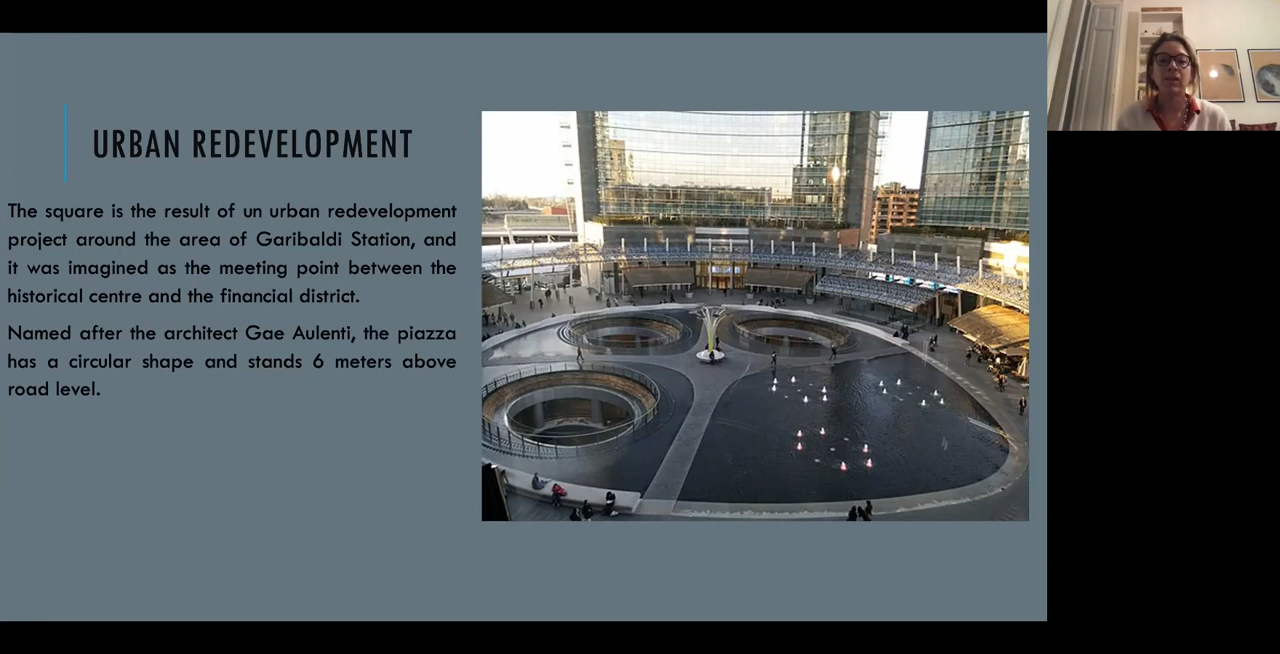 URBAN REDEVELOPMENT
The square is the result of un urban redevelopment
project around the area of Garibaldi Station, and
it was imagined as the meeting point between the
historical centre and the financial district.
Named after the architect Gae Aulenti, the piazza
has a circular shape and stands 6 meters above
road level.